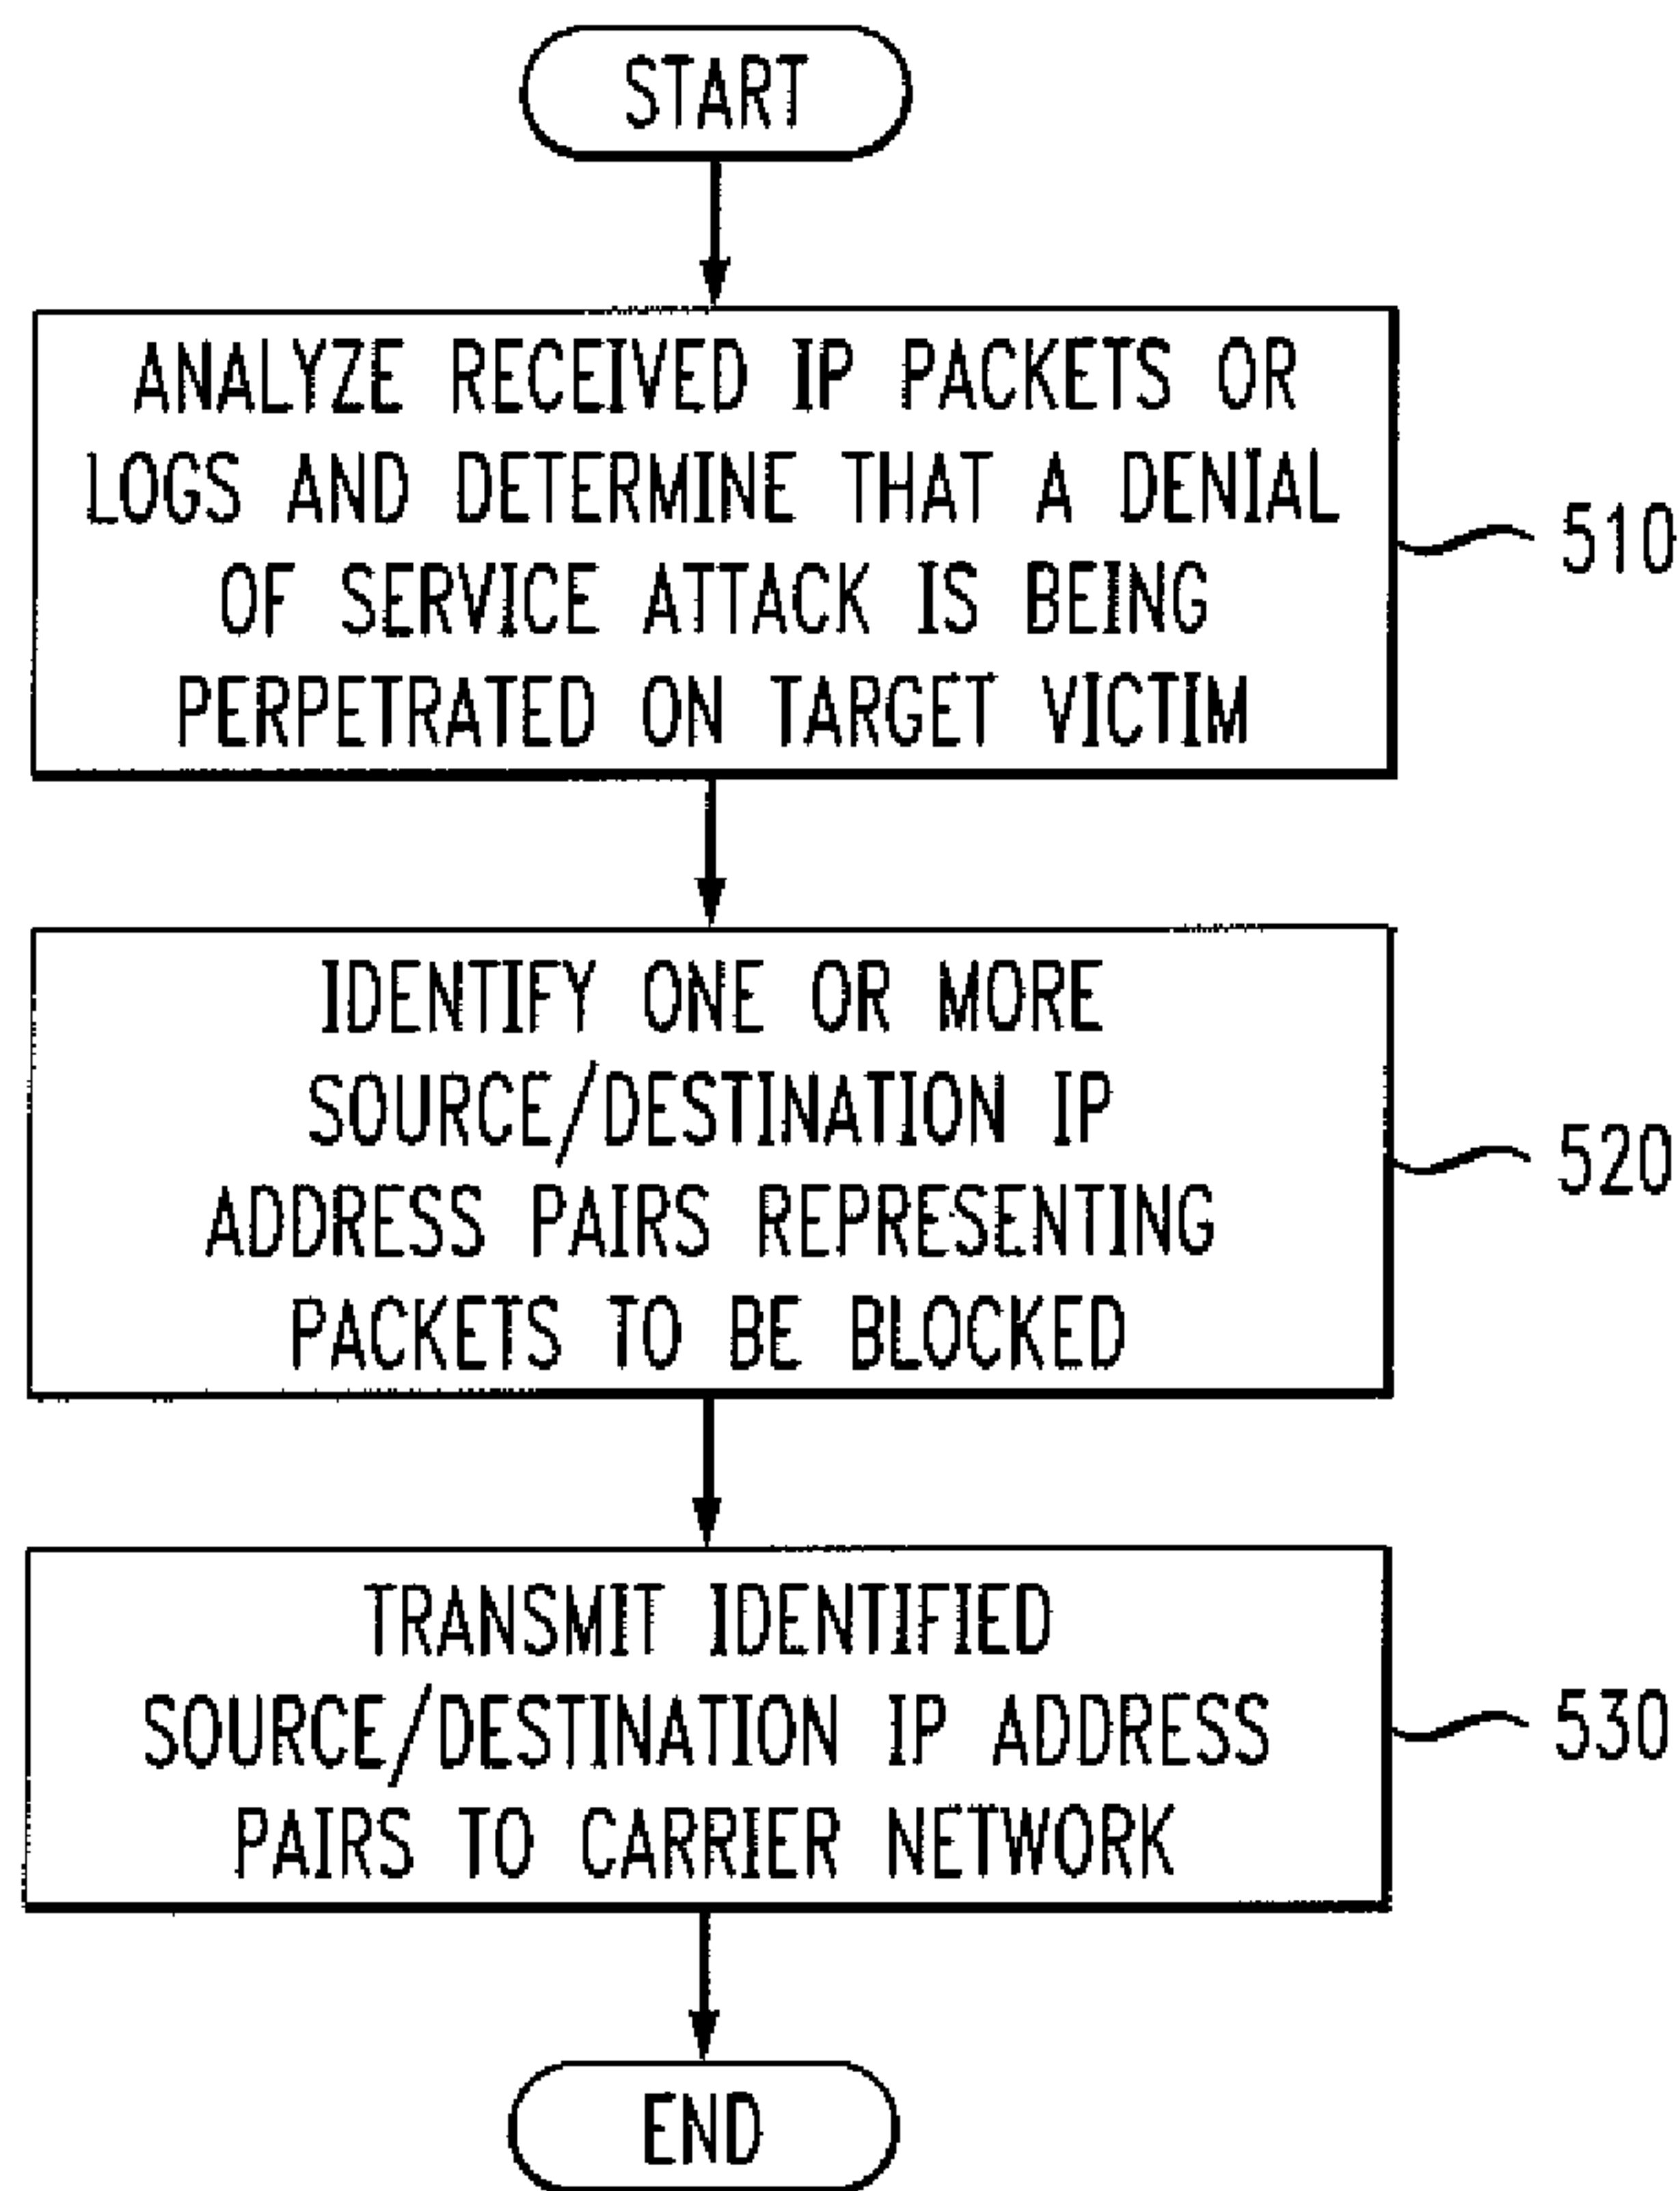 START
ANALYZE RECEIVED IP PACKETS OR
LOGS AND DETERMINE THAT A DENIAL
OF SERVICE ATTACK IS BEING
PERPETRATED ON TARGET VICTIM
510
IDENTIFY ONE OR MORE
SOURCE/DESTINATION IP
ADDRESS PAIRS REPRESENTING
PACKETS TO BE BLOCKED
520
TRANSMIT IDENTIFIED
SOURCE/DESTINATION IP ADDRESS
PAIRS TO CARRIER NETWORK
530
END